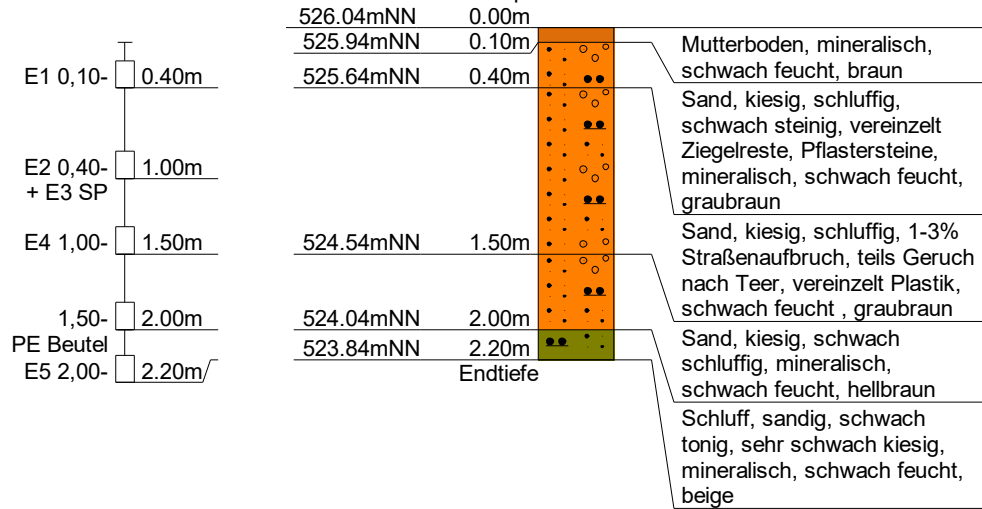 526.04mNN 0.00m
525.94mNN 0.10m
525.64mNN 0.40m
524.54mNN 1.50m
524.04mNN 2.00m
523.84mNN 2.20m
Endtiefe
E1 0,10- 0.40m
E2 0,40- 1.00m
+ E3 SP
E4 1,00- 1.50m
1,50- 2.00m
PE Beutel
E5 2,00- 2.20m
Mutterboden, mineralisch,
schwach feucht, braun
Sand, kiesig, schluffig,
schwach steinig, vereinzelt
Ziegelreste, Pflastersteine,
mineralisch, schwach feucht,
graubraun
Sand, kiesig, schluffig, 1-3%
Straßenaufbruch, teils Geruch
nach Teer, vereinzelt Plastik,
schwach feucht , graubraun
Sand, kiesig, schwach
schluffig, mineralisch,
schwach feucht, hellbraun
Schluff, sandig, schwach
tonig, sehr schwach kiesig,
mineralisch, schwach feucht,
beige